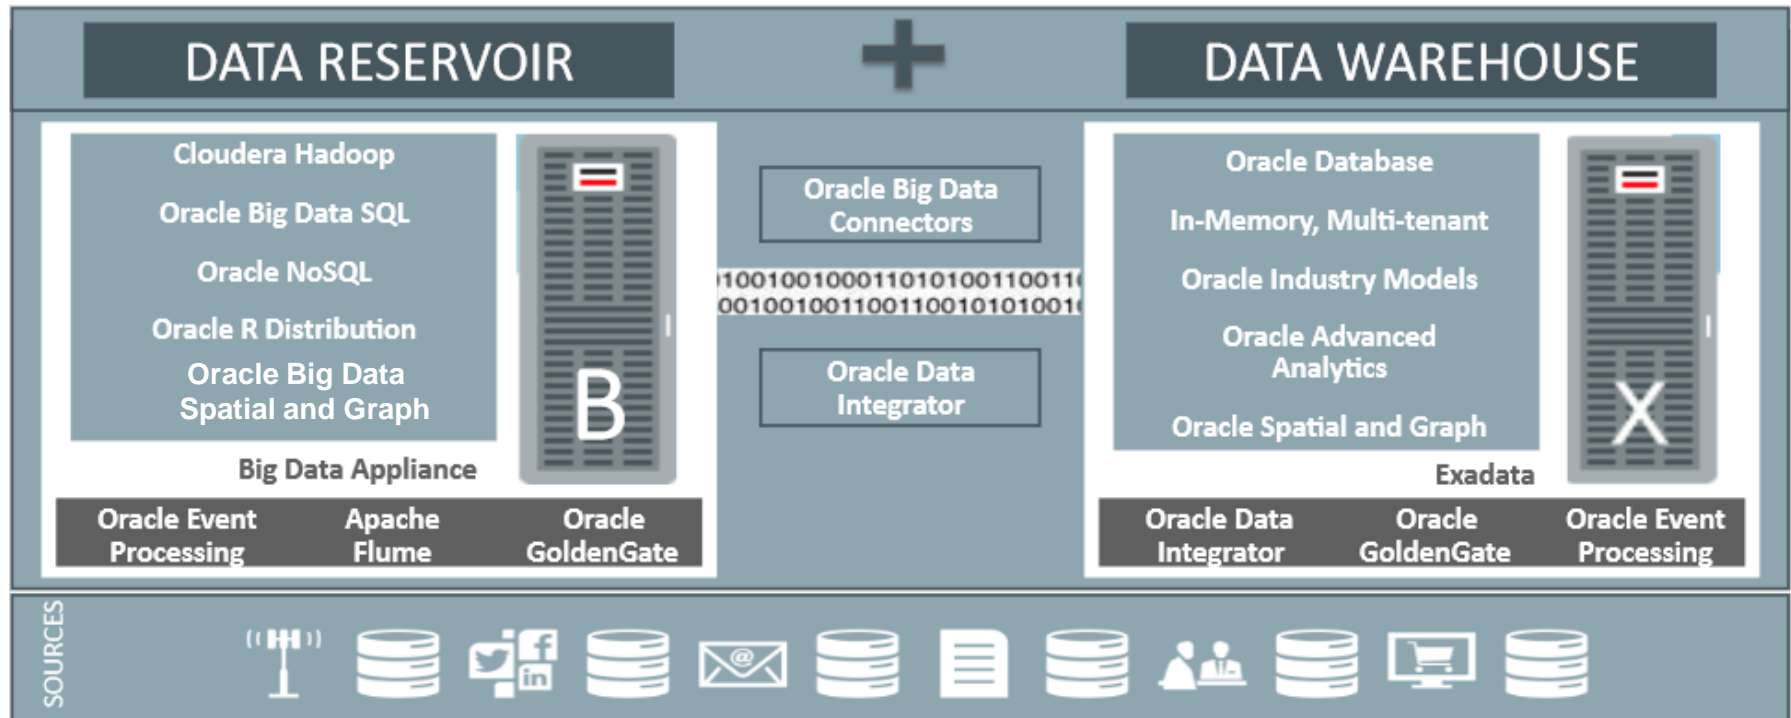 DATA RESERVOIR
DATA WAREHOUSE
Cloudera Hadoop
Oracle Big Data SQL
Oracle NoSQL
Oracle R Distribution
Oracle Big Data
Spatial and Graph
B
Big Data Appliance
Oracle Event
Processing
Apache
Flume
Oracle
GoldenGate
Oracle Big Data
Connectors
Oracle Data
Integrator
Oracle Database
In-Memory, Multi-tenant
Oracle Industry Models
Oracle Advanced
Analytics
Oracle Spatial and Graph
X
Exadata
Oracle Data
Integrator
Oracle
GoldenGate
Oracle Event
Processing
SOURCES
in
@